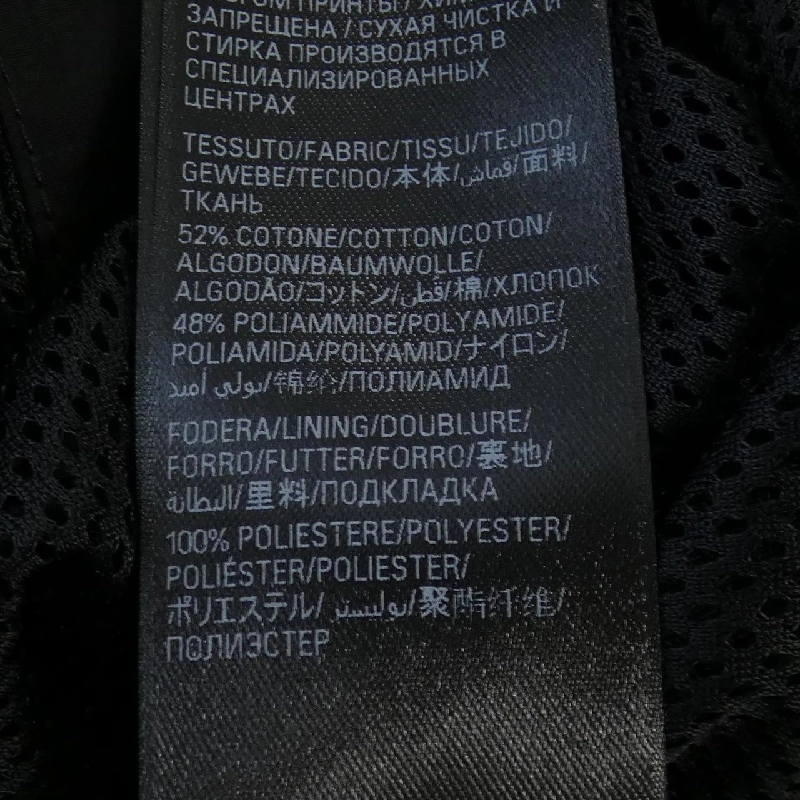 ЗАПРЕЩЕНА / СУХАЯ ЧИСТКА И
СТИРКА ПРОИЗВОДЯТСЯ В
СПЕЦИАЛИЗИРОВАННЫХ
ЦЕНТРАХ
TESSUTO/FABRIC/TISSU/TEJIDO/
GEWEBE/TECIDO/本体/قماش/面料/
ТКАНЬ
52% COTONE/COTTON/COTON/
ALGODON/BAUMWOLLE/
ALGODÃO/コットン/قطن/棉/ХЛОПОК
48% POLIAMMIDE/POLYAMIDE/
POLIAMIDA/POLYAMID/ナイロン/
بولي أميد/锦纶/ПОЛИАМИД
FODERA/LINING/DOUBLURE/
FORRO/FUTTER/FORRO/裏地/
البطانة/里料/ПОДКЛАДКА
100% POLIESTERE/POLYESTER/
POLIÉSTER/POLIESTER/
ポリエステル/بوليستر/聚酯纤维/
ПОЛИЭСТЕР